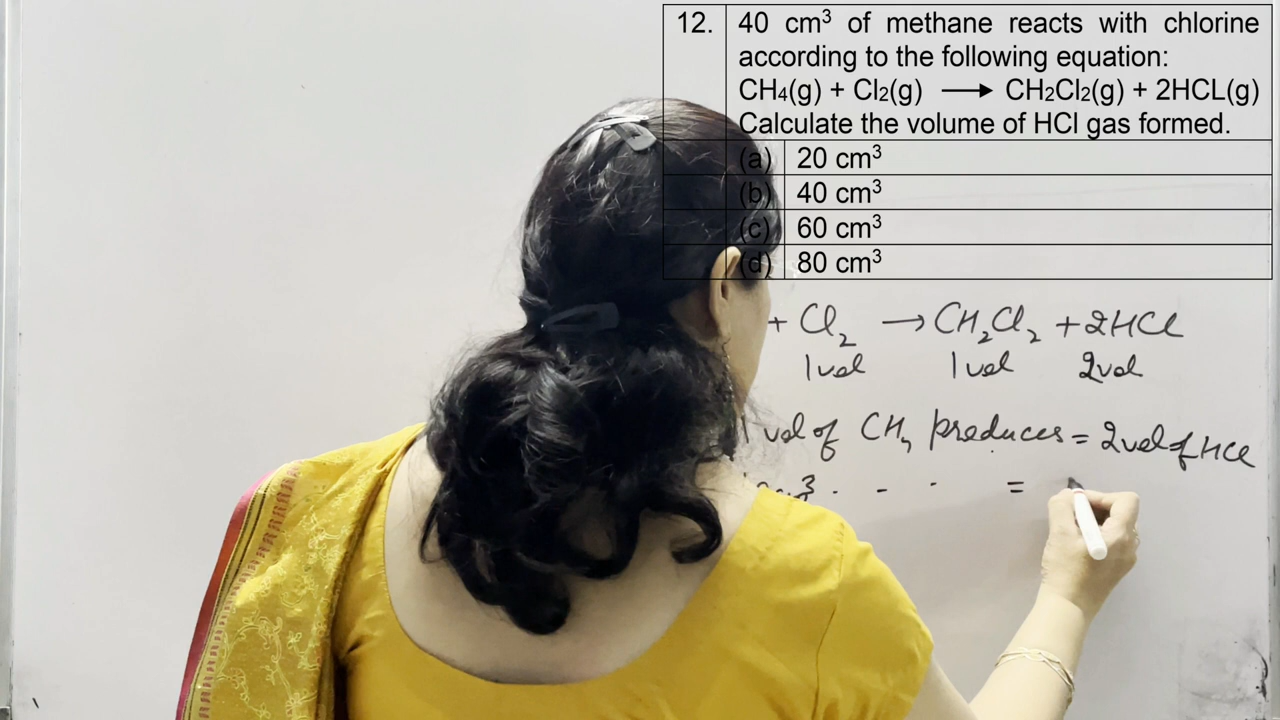 12. 40 cm³ of methane reacts with chlorine
according to the following equation:
CH₄(g) + Cl₂(g) ⟶ CH₂Cl₂(g) + 2HCL(g)
Calculate the volume of HCl gas formed.
(a) 20 cm³
(b) 40 cm³
(c) 60 cm³
(d) 80 cm³
+ Cl₂ → CH₂Cl₂ + 2HCl
1vol 1vol 2vol
1 vol of CH₄ produces = 2vol of HCl
- - - =